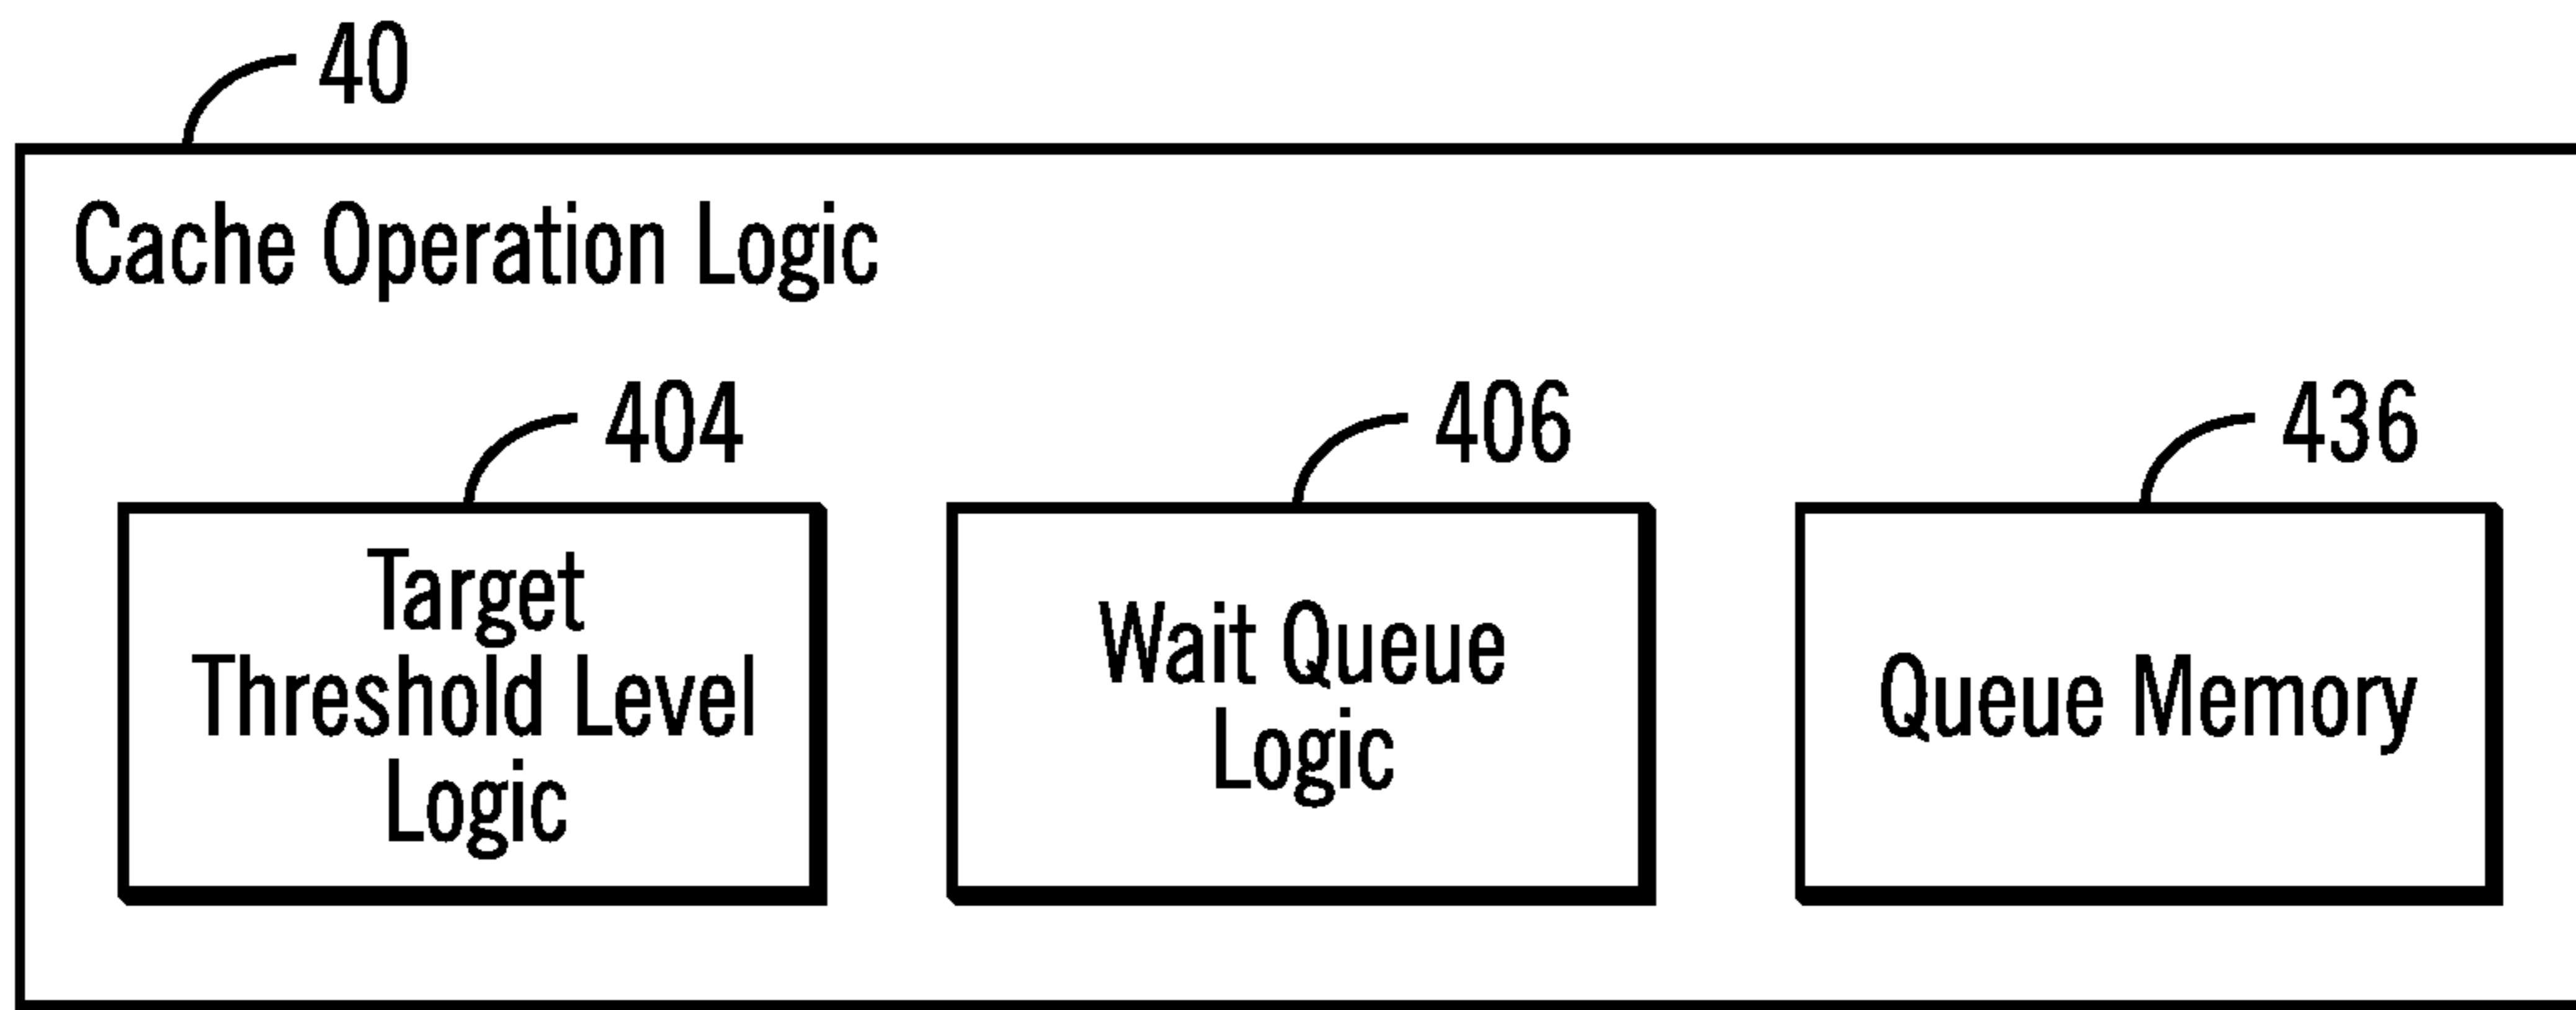 40
Cache Operation Logic
404
406
436
Target
Threshold Level
Logic
Wait Queue
Logic
Queue Memory